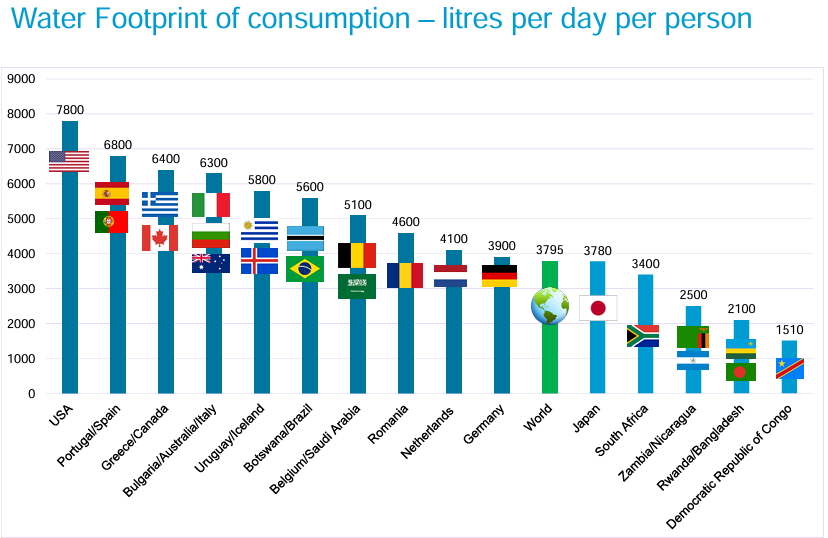 Water Footprint of consumption – litres per day per person
9000
8000
7000
6000
5000
4000
3000
2000
1000
0
7800
6800
6400
6300
5800
5600
5100
4600
4100
3900
3795
3780
3400
2500
2100
1510
USA
Portugal/Spain
Greece/Canada
Bulgaria/Australia/Italy
Uruguay/Iceland
Botswana/Brazil
Belgium/Saudi Arabia
Romania
Netherlands
Germany
World
Japan
South Africa
Zambia/Nicaragua
Rwanda/Bangladesh
Democratic Republic of Congo